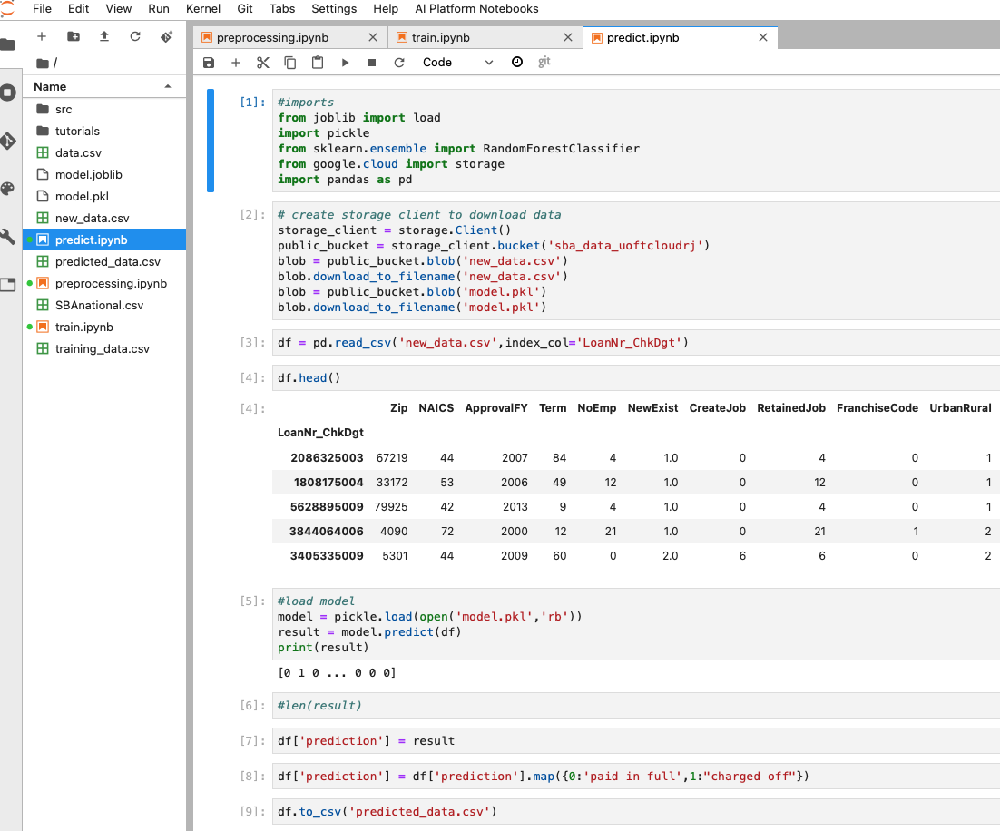 File Edit View Run Kernel Git Tabs Settings Help AI Platform Notebooks
preprocessing.ipynb
train.ipynb
predict.ipynb
Code
git
/
Name
src
tutorials
data.csv
model.joblib
model.pkl
new_data.csv
predict.ipynb
predicted_data.csv
preprocessing.ipynb
SBAnational.csv
train.ipynb
training_data.csv
[1]: #imports
from joblib import load
import pickle
from sklearn.ensemble import RandomForestClassifier
from google.cloud import storage
import pandas as pd
[2]: # create storage client to download data
storage_client = storage.Client()
public_bucket = storage_client.bucket('sba_data_uoftcloudrj')
blob = public_bucket.blob('new_data.csv')
blob.download_to_filename('new_data.csv')
blob = public_bucket.blob('model.pkl')
blob.download_to_filename('model.pkl')
[3]: df = pd.read_csv('new_data.csv',index_col='LoanNr_ChkDgt')
[4]: df.head()
[4]: Zip NAICS ApprovalFY Term NoEmp NewExist CreateJob RetainedJob FranchiseCode UrbanRural
LoanNr_ChkDgt
2086325003 67219 44 2007 84 4 1.0 0 4 0 1
1808175004 33172 53 2006 49 12 1.0 0 12 0 1
5628895009 79925 42 2013 9 4 1.0 0 4 0 1
3844064006 4090 72 2000 12 21 1.0 0 21 1 2
3405335009 5301 44 2009 60 0 2.0 6 6 0 2
[5]: #load model
model = pickle.load(open('model.pkl','rb'))
result = model.predict(df)
print(result)
[0 1 0 ... 0 0 0]
[6]: #len(result)
[7]: df['prediction'] = result
[8]: df['prediction'] = df['prediction'].map({0:'paid in full',1:"charged off"})
[9]: df.to_csv('predicted_data.csv')